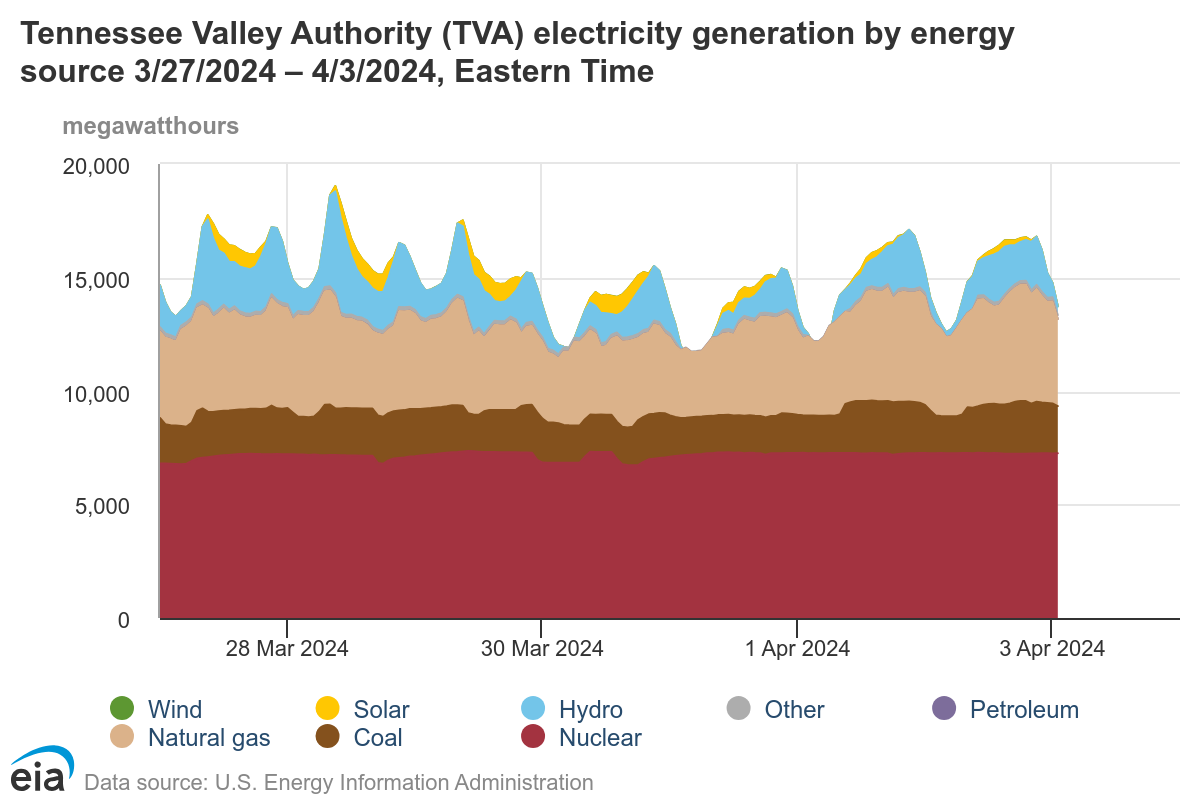 Tennessee Valley Authority (TVA) electricity generation by energy
source 3/27/2024 – 4/3/2024, Eastern Time
megawatthours
20,000
15,000
10,000
5,000
0
28 Mar 2024 30 Mar 2024 1 Apr 2024 3 Apr 2024
Wind Solar Hydro Other Petroleum
Natural gas Coal Nuclear
eia Data source: U.S. Energy Information Administration